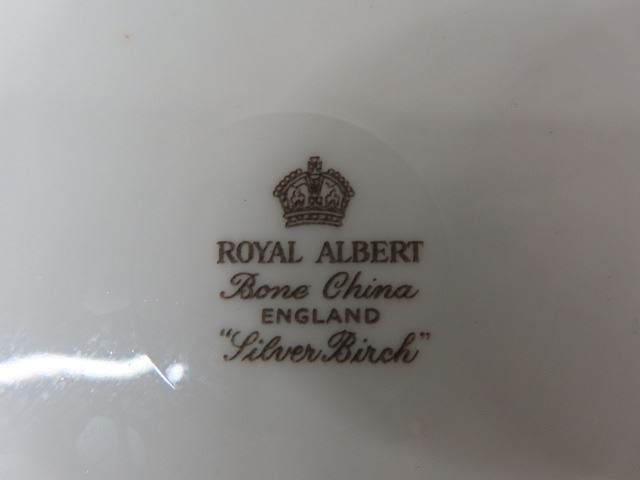 ROYAL ALBERT
Bone China
ENGLAND
"Silver Birch"